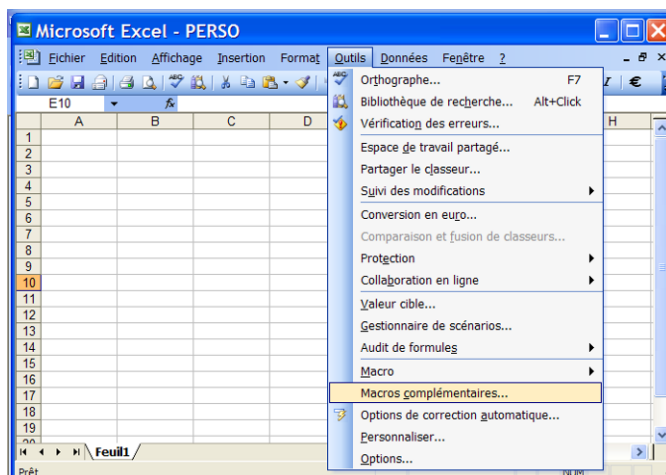 Microsoft Excel - PERSO
Fichier Edition Affichage Insertion Format Outils Données Fenêtre ?
E10 fx
A B C D H
1
2
3
4
5
6
7
8
9
10
11
12
13
14
15
16
17
18
19
20
Orthographe... F7
Bibliothèque de recherche... Alt+Click
Vérification des erreurs...
Espace de travail partagé...
Partager le classeur...
Suivi des modifications
Conversion en euro...
Comparaison et fusion de classeurs...
Protection
Collaboration en ligne
Valeur cible...
Gestionnaire de scénarios...
Audit de formules
Macro
Macros complémentaires...
Options de correction automatique...
Personnaliser...
Options...
I €
Feuil1
Prêt NUM